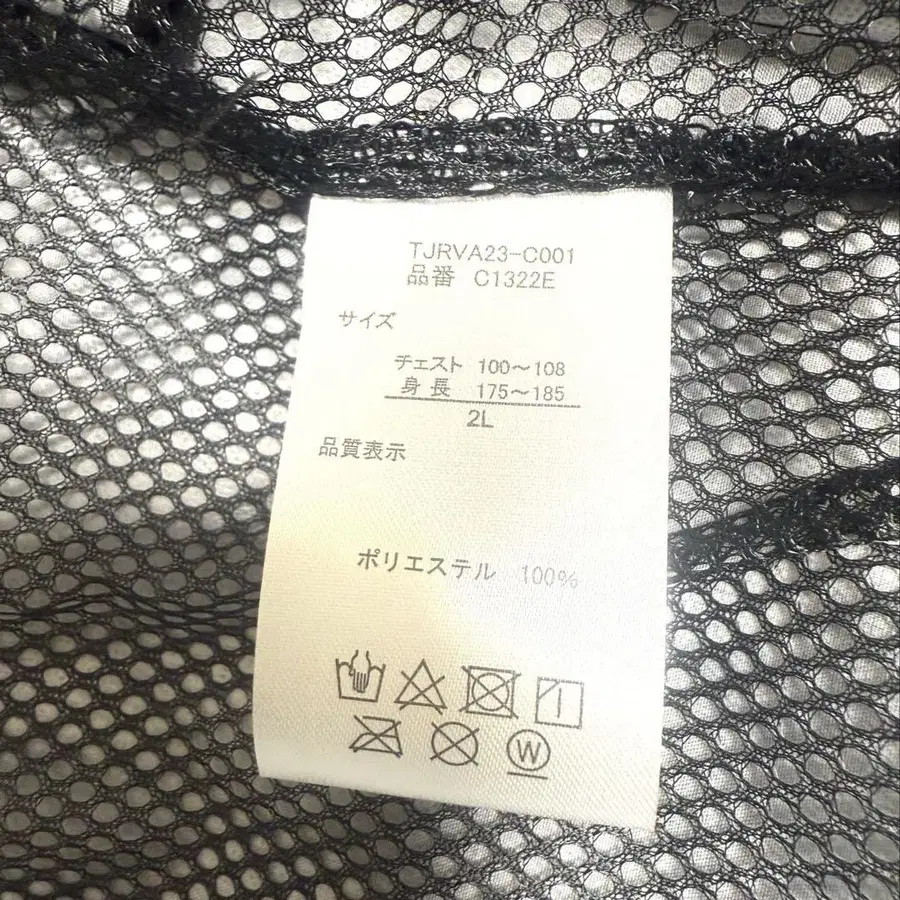 TJRVA23-C001
品番 C1322E
サイズ
チェスト 100～108
身長 175～185
2L
品質表示
ポリエステル 100%
W